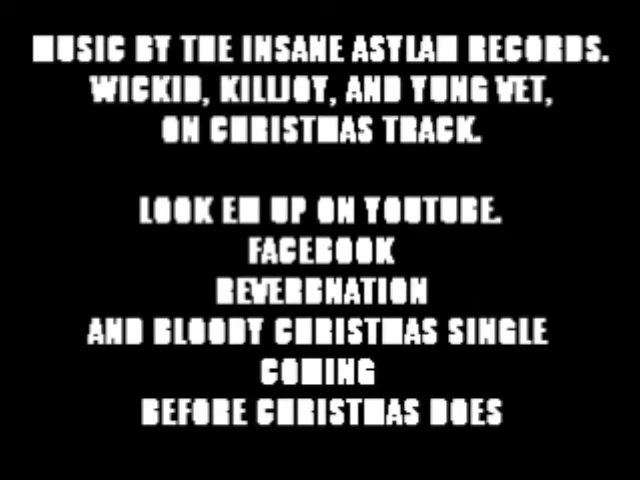 MUSIC BY THE INSANE ASYLAM RECORDS.
WICKID, KILLJOY, AND YUNG VET,
ON CHRISTMAS TRACK.
LOOK EM UP ON YOUTUBE.
FACEBOOK
REVERBNATION
AND BLOODY CHRISTMAS SINGLE
COMING
BEFORE CHRISTMAS DOES